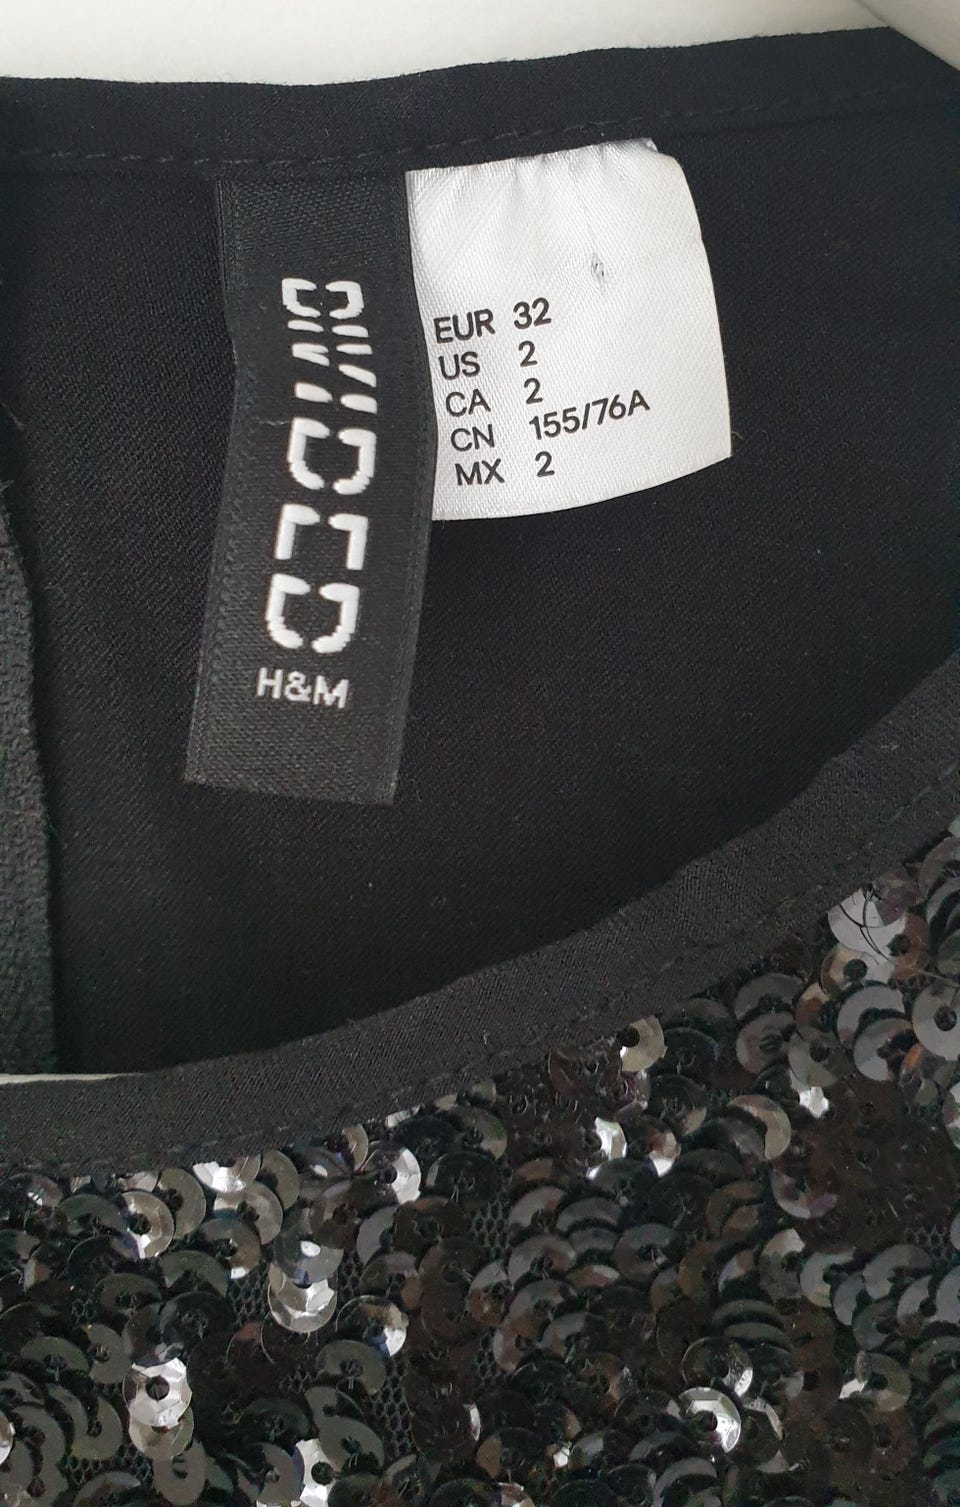 DIVIDED
H&M
EUR 32
US 2
CA 2
CN 155/76A
MX 2